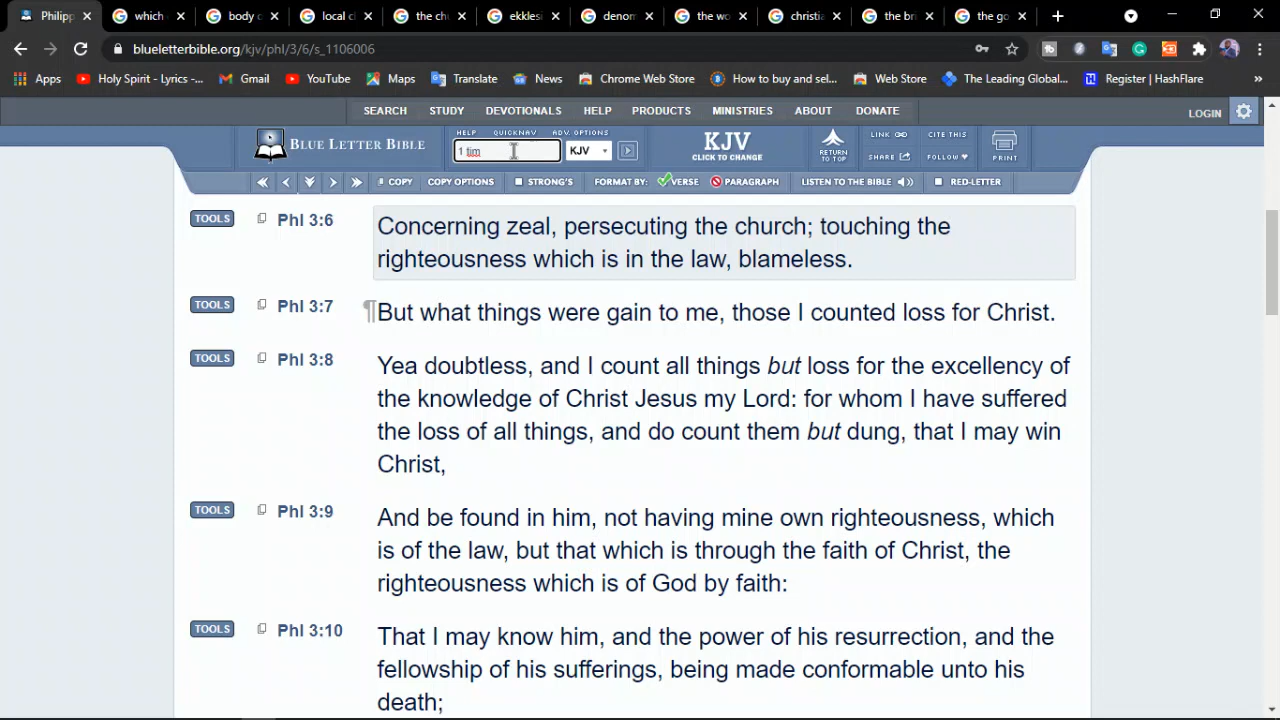 Philipp
which
body c
local c
the ch
ekklesi
denom
the wo
christia
the br
the go
blueletterbible.org/kjv/phl/3/6/s_1106006
Apps
Holy Spirit - Lyrics -...
Gmail
YouTube
Maps
Translate
News
Chrome Web Store
How to buy and sel...
Web Store
The Leading Global...
Register | HashFlare
»
SEARCH STUDY DEVOTIONALS HELP PRODUCTS MINISTRIES ABOUT DONATE
LOGIN
BLUE LETTER BIBLE
HELP QUICKNAV ADV. OPTIONS
1 tim
KJV
KJV
CLICK TO CHANGE
RETURN
TO TOP
LINK
CITE THIS
SHARE
FOLLOW
PRINT
COPY COPY OPTIONS STRONG'S FORMAT BY: VERSE PARAGRAPH LISTEN TO THE BIBLE RED-LETTER
TOOLS Phl 3:6 Concerning zeal, persecuting the church; touching the
righteousness which is in the law, blameless.
TOOLS Phl 3:7 ¶But what things were gain to me, those I counted loss for Christ.
TOOLS Phl 3:8 Yea doubtless, and I count all things but loss for the excellency of
the knowledge of Christ Jesus my Lord: for whom I have suffered
the loss of all things, and do count them but dung, that I may win
Christ,
TOOLS Phl 3:9 And be found in him, not having mine own righteousness, which
is of the law, but that which is through the faith of Christ, the
righteousness which is of God by faith:
TOOLS Phl 3:10 That I may know him, and the power of his resurrection, and the
fellowship of his sufferings, being made conformable unto his
death;